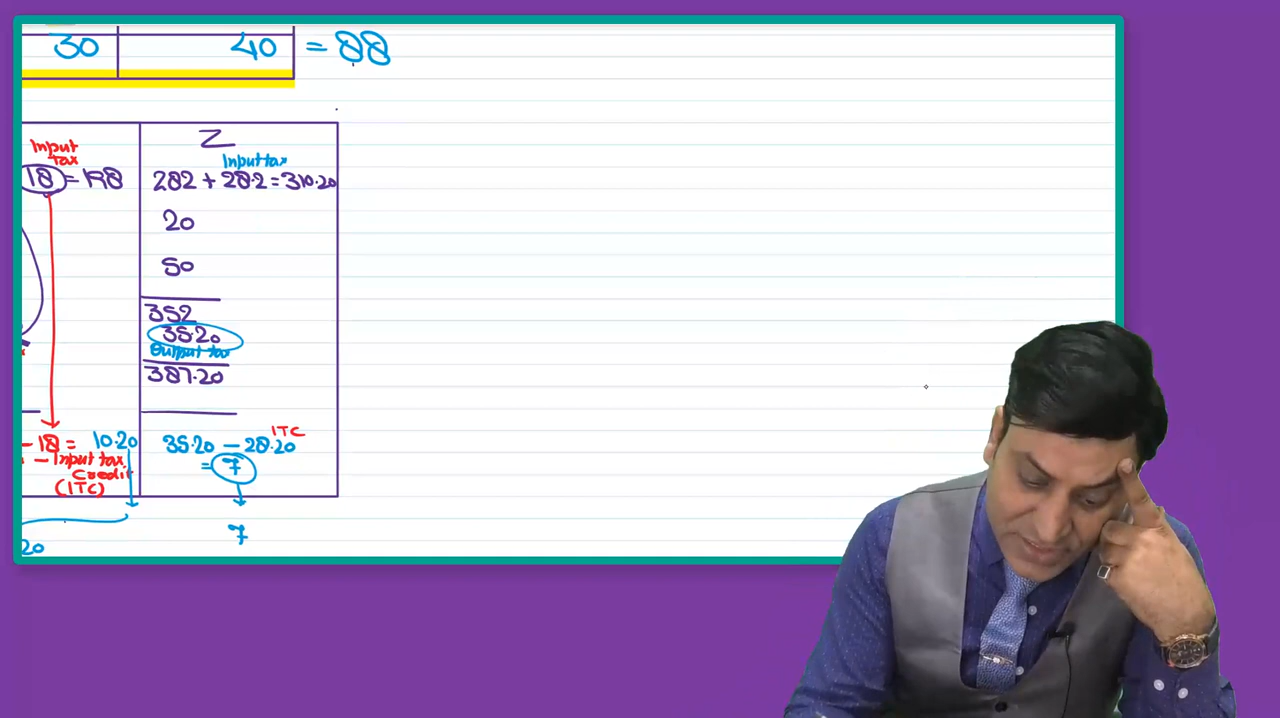 30 40 = 88
Input
tax
18 = 198
Z
Input tax
282 + 28.2 = 310.20
20
50
352
35.20
Output tax
387.20
- 18 = 10.20
- Input tax
Credit
(ITC)
ITC
35.20 - 28.20
= 7
7
20